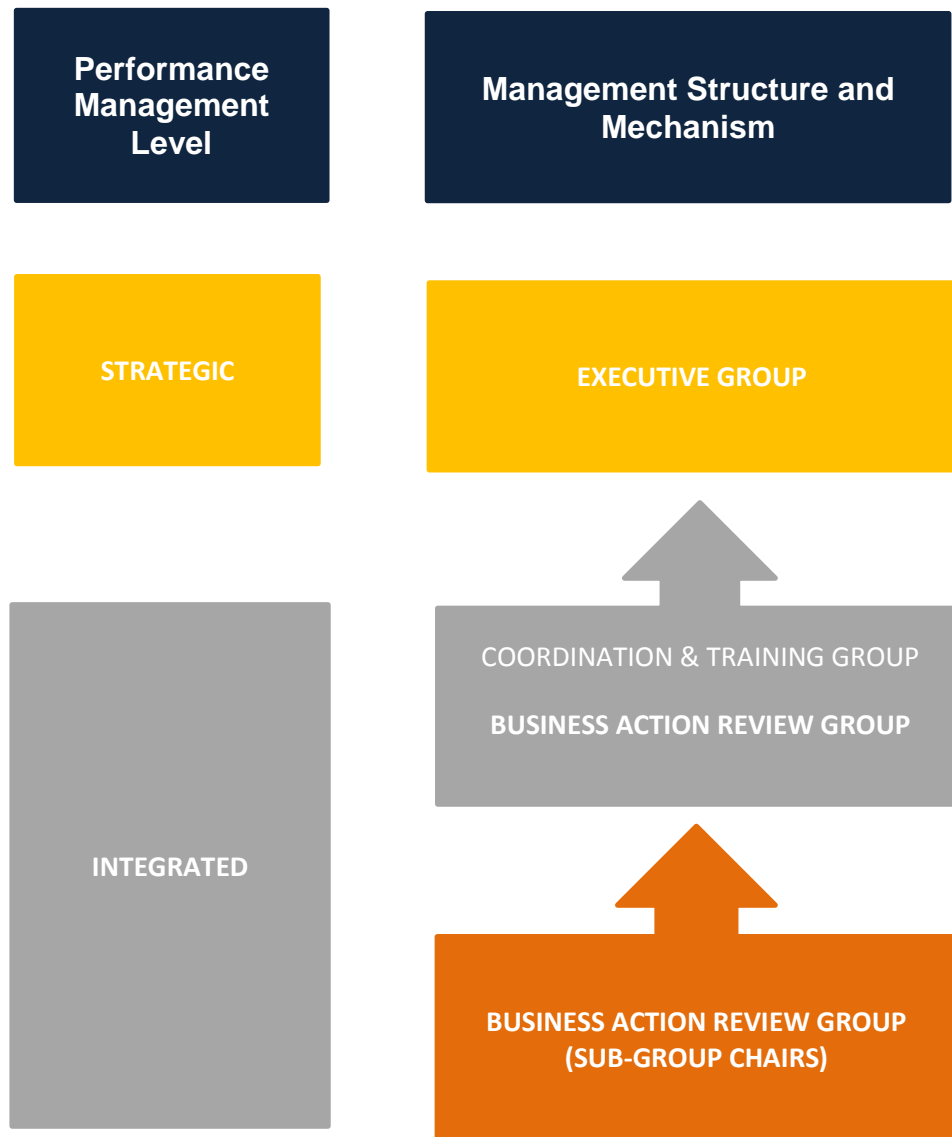 Performance
Management
Level
Management Structure and
Mechanism
STRATEGIC
EXECUTIVE GROUP
COORDINATION & TRAINING GROUP
BUSINESS ACTION REVIEW GROUP
INTEGRATED
BUSINESS ACTION REVIEW GROUP
(SUB-GROUP CHAIRS)